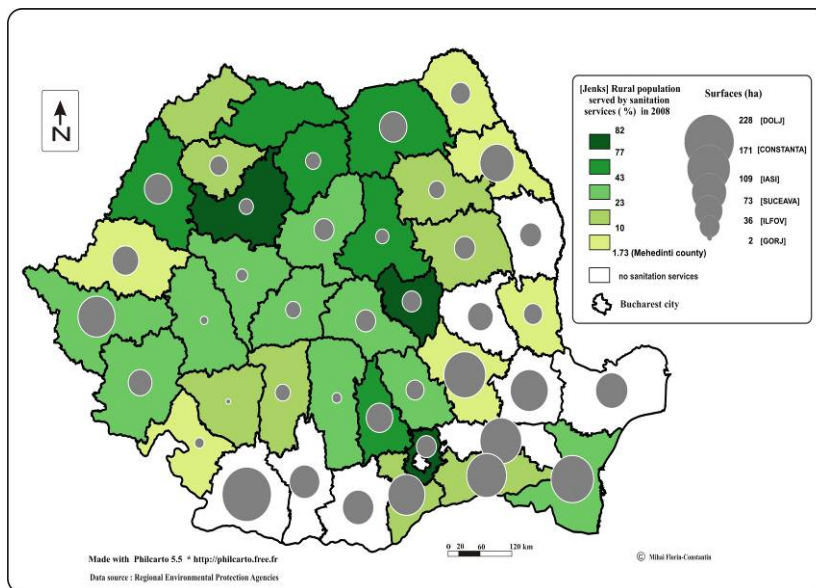 N
[Jenks] Rural population
served by sanitation
services ( %) in 2008
82
77
43
23
10
1.73 (Mehedinti county)
no sanitation services
Bucharest city
Surfaces (ha)
228 [DOLJ]
171 [CONSTANTA]
109 [IASI]
73 [SUCEAVA]
36 [ILFOV]
2 [GORJ]
0 20 60 120 km
Made with Philcarto 5.5 * http://philcarto.free.fr
Data source : Regional Environmental Protection Agencies
© Mihai Florin-Constantin